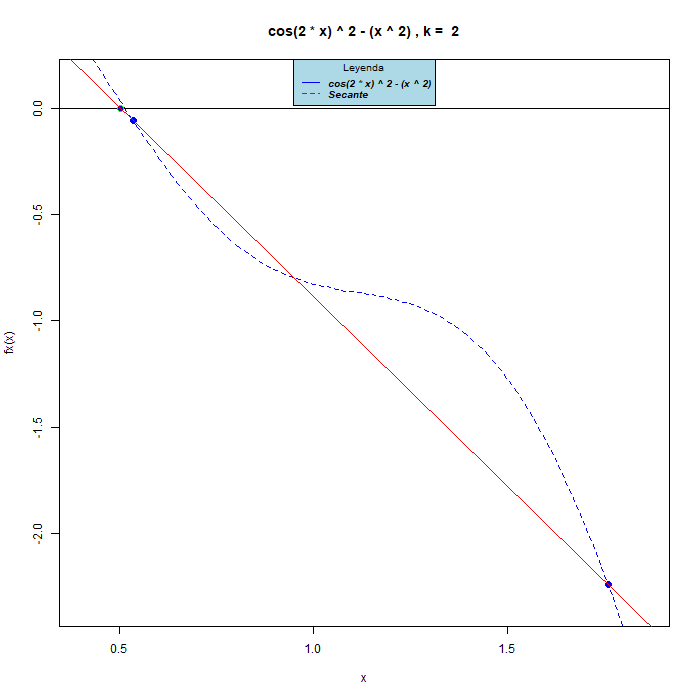 cos(2 * x) ^ 2 - (x ^ 2) , k =  2
Leyenda
cos(2 * x) ^ 2 - (x ^ 2)
Secante
0.0
-0.5
-1.0
-1.5
-2.0
fx(x)
0.5
1.0
1.5
x